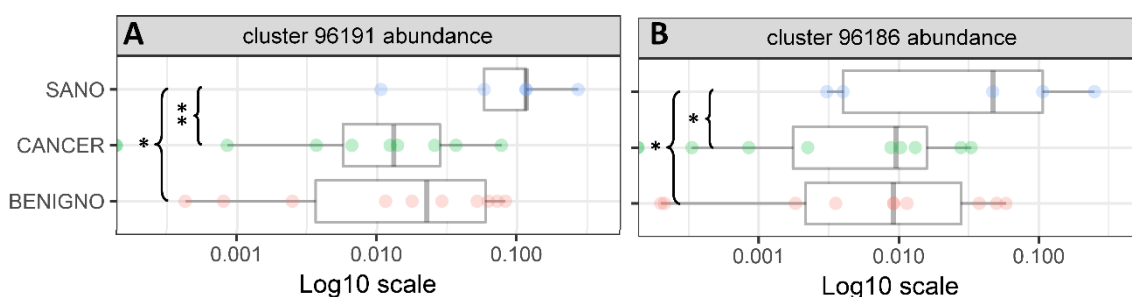 A cluster 96191 abundance
B cluster 96186 abundance
SANO
CANCER
BENIGNO
*
*
*
*
*
0.001 0.010 0.100
0.001 0.010 0.100
Log10 scale
Log10 scale